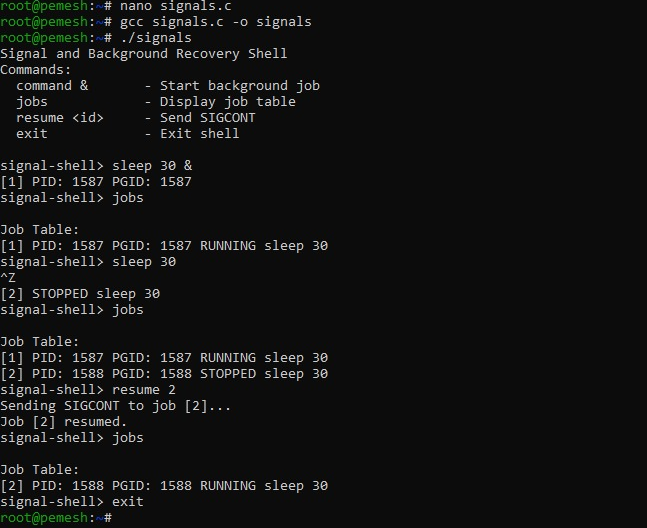 root@pemesh:~# nano signals.c
root@pemesh:~# gcc signals.c -o signals
root@pemesh:~# ./signals
Signal and Background Recovery Shell
Commands:
  command &       - Start background job
  jobs            - Display job table
  resume <id>     - Send SIGCONT
  exit            - Exit shell

signal-shell> sleep 30 &
[1] PID: 1587 PGID: 1587
signal-shell> jobs

Job Table:
[1] PID: 1587 PGID: 1587 RUNNING sleep 30
signal-shell> sleep 30
^Z
[2] STOPPED sleep 30
signal-shell> jobs

Job Table:
[1] PID: 1587 PGID: 1587 RUNNING sleep 30
[2] PID: 1588 PGID: 1588 STOPPED sleep 30
signal-shell> resume 2
Sending SIGCONT to job [2]...
Job [2] resumed.
signal-shell> jobs

Job Table:
[2] PID: 1588 PGID: 1588 RUNNING sleep 30
signal-shell> exit
root@pemesh:~#